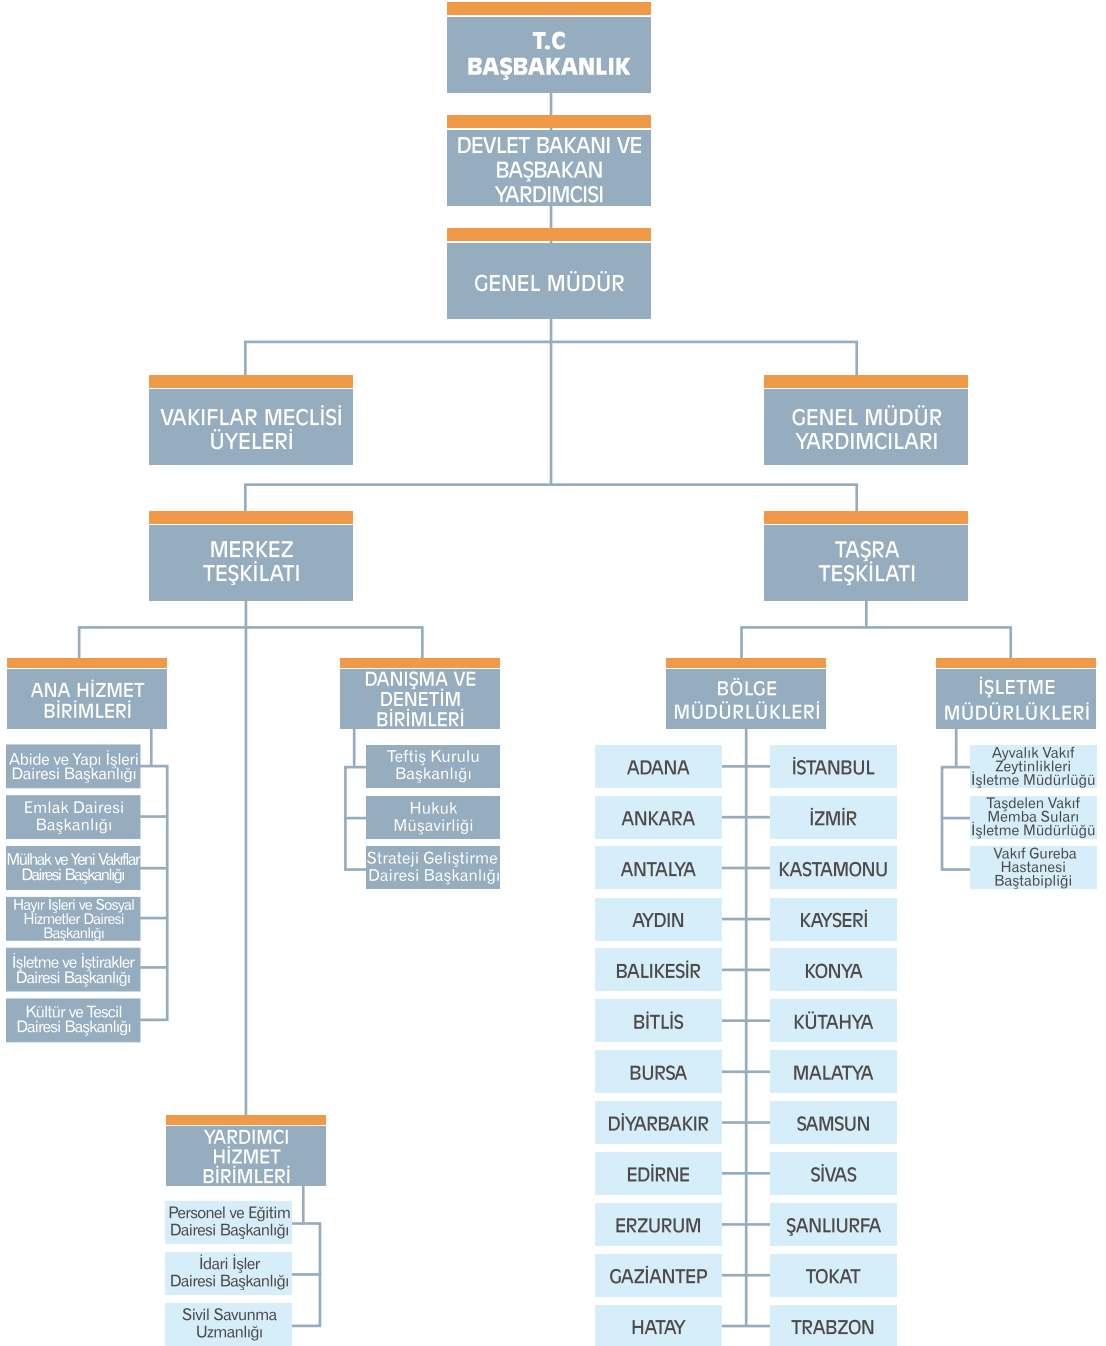 T.C
BAŞBAKANLIK
DEVLET BAKANI VE
BAŞBAKAN
YARDIMCISI
GENEL MÜDÜR
VAKIFLAR MECLİSİ
ÜYELERİ
GENEL MÜDÜR
YARDIMCILARI
MERKEZ
TEŞKİLATI
TAŞRA
TEŞKİLATI
ANA HİZMET
BİRİMLERİ
Abide ve Yapı İşleri
Dairesi Başkanlığı
Emlak Dairesi
Başkanlığı
Mülhak ve Yeni Vakıflar
Dairesi Başkanlığı
Hayır İşleri ve Sosyal
Hizmetler Dairesi
Başkanlığı
İşletme ve İştirakler
Dairesi Başkanlığı
Kültür ve Tescil
Dairesi Başkanlığı
DANIŞMA VE
DENETİM
BİRİMLERİ
Teftiş Kurulu
Başkanlığı
Hukuk
Müşavirliği
Strateji Geliştirme
Dairesi Başkanlığı
YARDIMCI
HİZMET
BİRİMLERİ
Personel ve Eğitim
Dairesi Başkanlığı
İdari İşler
Dairesi Başkanlığı
Sivil Savunma
Uzmanlığı
BÖLGE
MÜDÜRLÜKLERİ
ADANA
ANKARA
ANTALYA
AYDIN
BALIKESİR
BİTLİS
BURSA
DİYARBAKIR
EDİRNE
ERZURUM
GAZİANTEP
HATAY
İSTANBUL
İZMİR
KASTAMONU
KAYSERİ
KONYA
KÜTAHYA
MALATYA
SAMSUN
SİVAS
ŞANLIURFA
TOKAT
TRABZON
İŞLETME
MÜDÜRLÜKLERİ
Ayvalık Vakıf
Zeytinlikleri
İşletme Müdürlüğü
Taşdelen Vakıf
Memba Suları
İşletme Müdürlüğü
Vakıf Gureba
Hastanesi
Baştabipliği